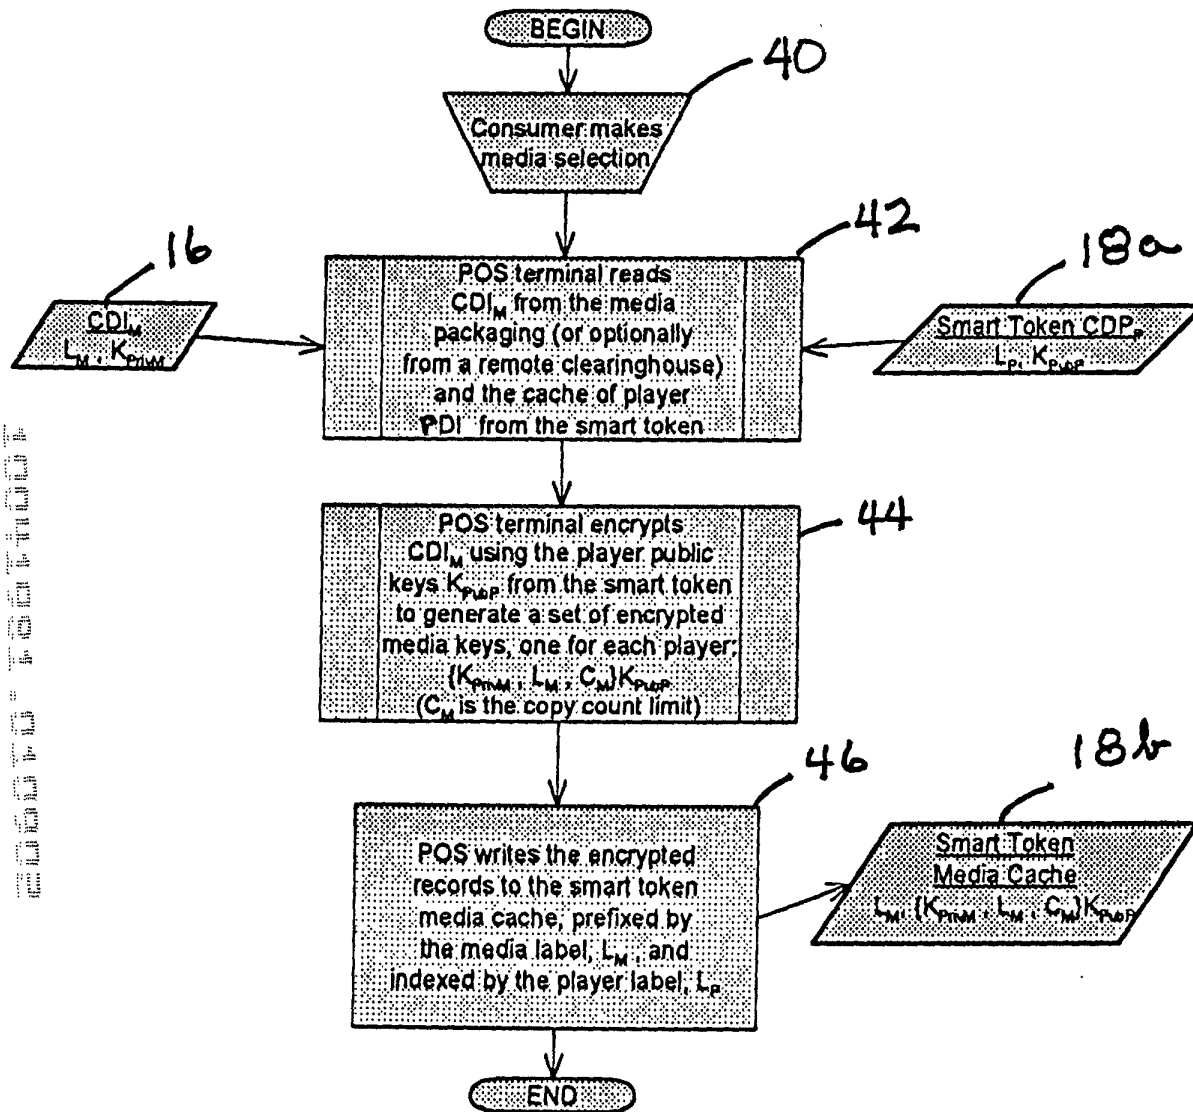 BEGIN
40
Consumer makes
media selection
42
16
18a
POS terminal reads
CDI_M from the media
packaging (or optionally
from a remote clearinghouse)
and the cache of player
PDI from the smart token
CDI_M
L_M, K_PrivM
Smart Token CDP_P
L_P, K_PubP
44
POS terminal encrypts
CDI_M using the player public
keys K_PubP from the smart token
to generate a set of encrypted
media keys, one for each player;
{K_PrivM, L_M, C_M}K_PubP
(C_M is the copy count limit)
46
18b
POS writes the encrypted
records to the smart token
media cache, prefixed by
the media label, L_M, and
indexed by the player label, L_P
Smart Token
Media Cache
L_M, {K_PrivM, L_M, C_M}K_PubP
END